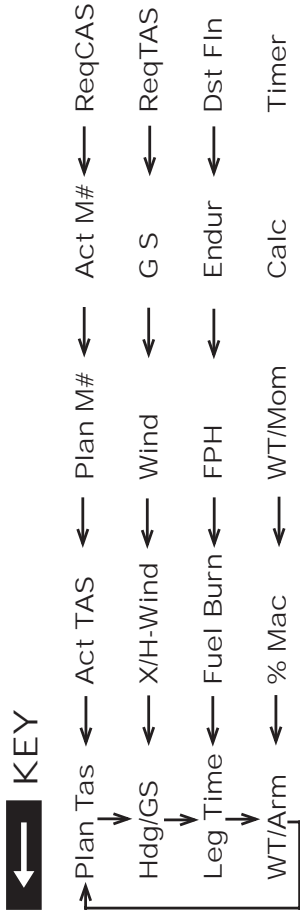 KEY
Plan Tas Act TAS Plan M# Act M# ReqCAS
Hdg/GS X/H-Wind Wind G S ReqTAS
Leg Time Fuel Burn FPH Endur Dst Fln
WT/Arm % Mac WT/Mom Calc Timer